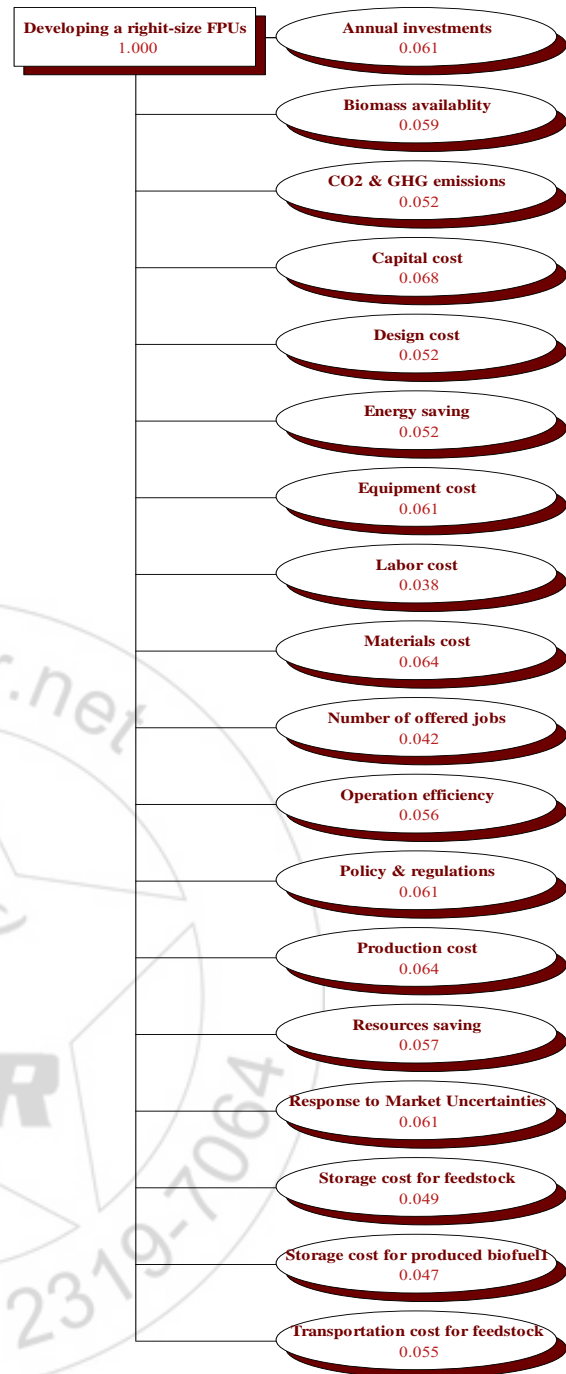 Developing a righit-size FPUs
1.000
Annual investments
0.061
Biomass availablity
0.059
CO2 & GHG emissions
0.052
Capital cost
0.068
Design cost
0.052
Energy saving
0.052
Equipment cost
0.061
Labor cost
0.038
Materials cost
0.064
Number of offered jobs
0.042
Operation efficiency
0.056
Policy & regulations
0.061
Production cost
0.064
Resources saving
0.057
Response to Market Uncertainties
0.061
Storage cost for feedstock
0.049
Storage cost for produced biofuel1
0.047
Transportation cost for feedstock
0.055
r.net
R
2319-7064